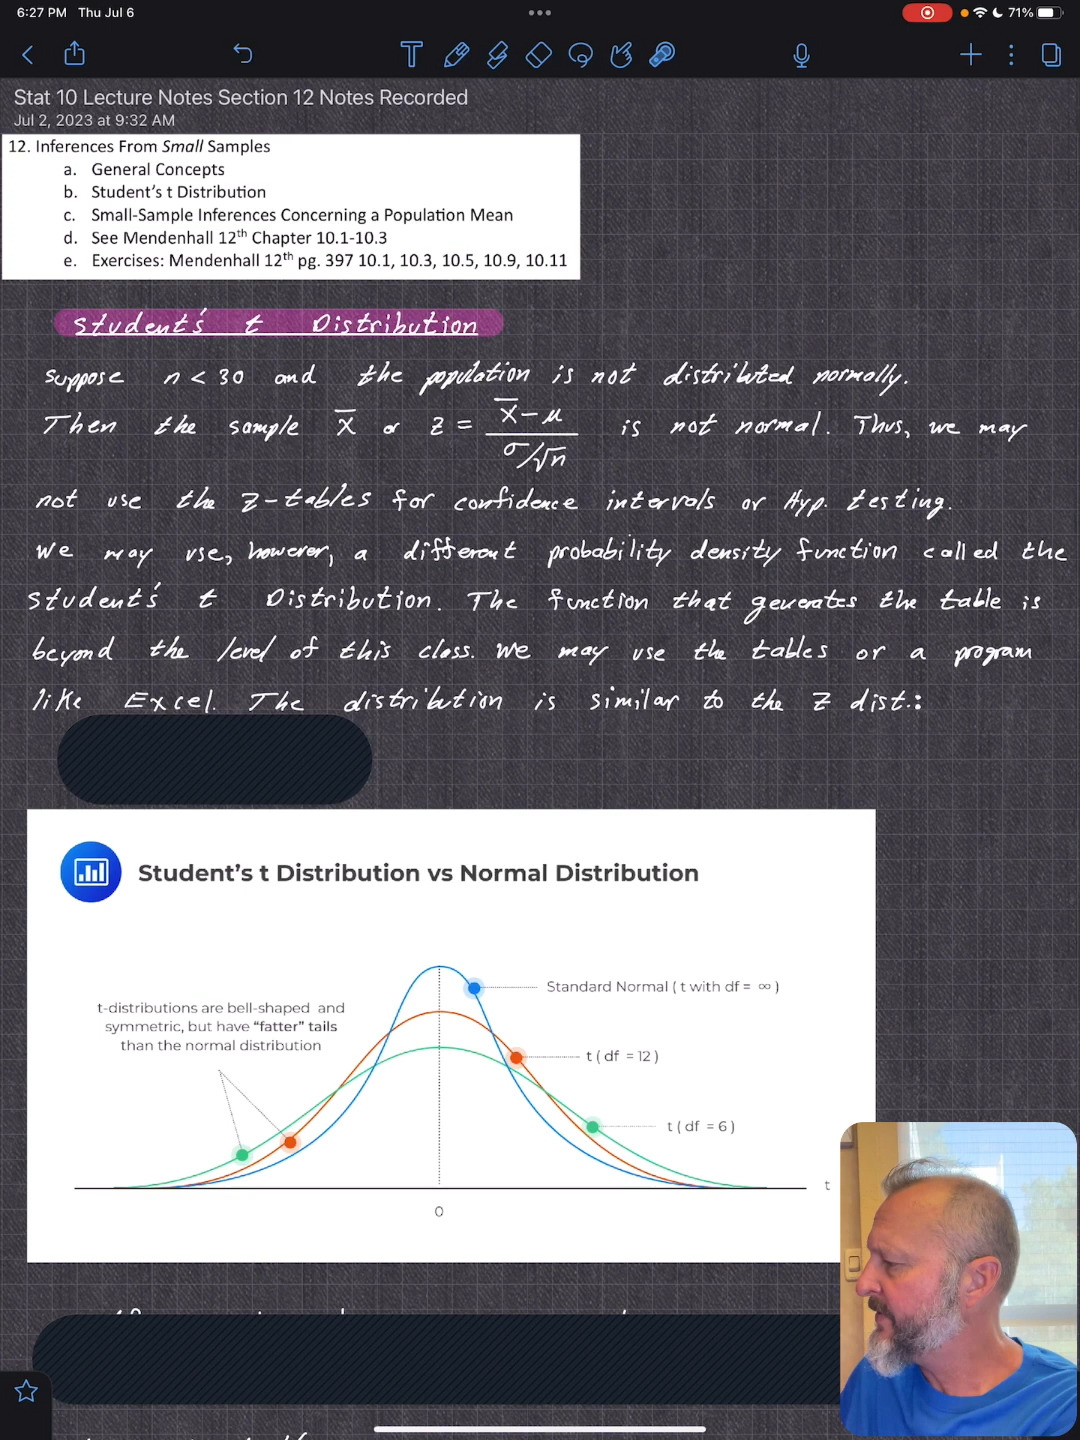 6:27 PM Thu Jul 6
71%
Stat 10 Lecture Notes Section 12 Notes Recorded
Jul 2, 2023 at 9:32 AM
12. Inferences From Small Samples
a. General Concepts
b. Student's t Distribution
c. Small-Sample Inferences Concerning a Population Mean
d. See Mendenhall 12th Chapter 10.1-10.3
e. Exercises: Mendenhall 12th pg. 397 10.1, 10.3, 10.5, 10.9, 10.11
Student's t Distribution
Suppose n < 30 and the population is not distributed normally.
Then the sample x̄ or z = (x̄ - μ)/(σ/√n) is not normal. Thus, we may
not use the z-tables for confidence intervals or Hyp. testing.
We may use, however, a different probability density function called the
Student's t Distribution. The function that generates the table is
beyond the level of this class. We may use the tables or a program
like Excel. The distribution is similar to the Z dist.:
Student's t Distribution vs Normal Distribution
Standard Normal ( t with df = ∞ )
t-distributions are bell-shaped and
symmetric, but have "fatter" tails
than the normal distribution
t ( df = 12 )
t ( df = 6 )
t
0